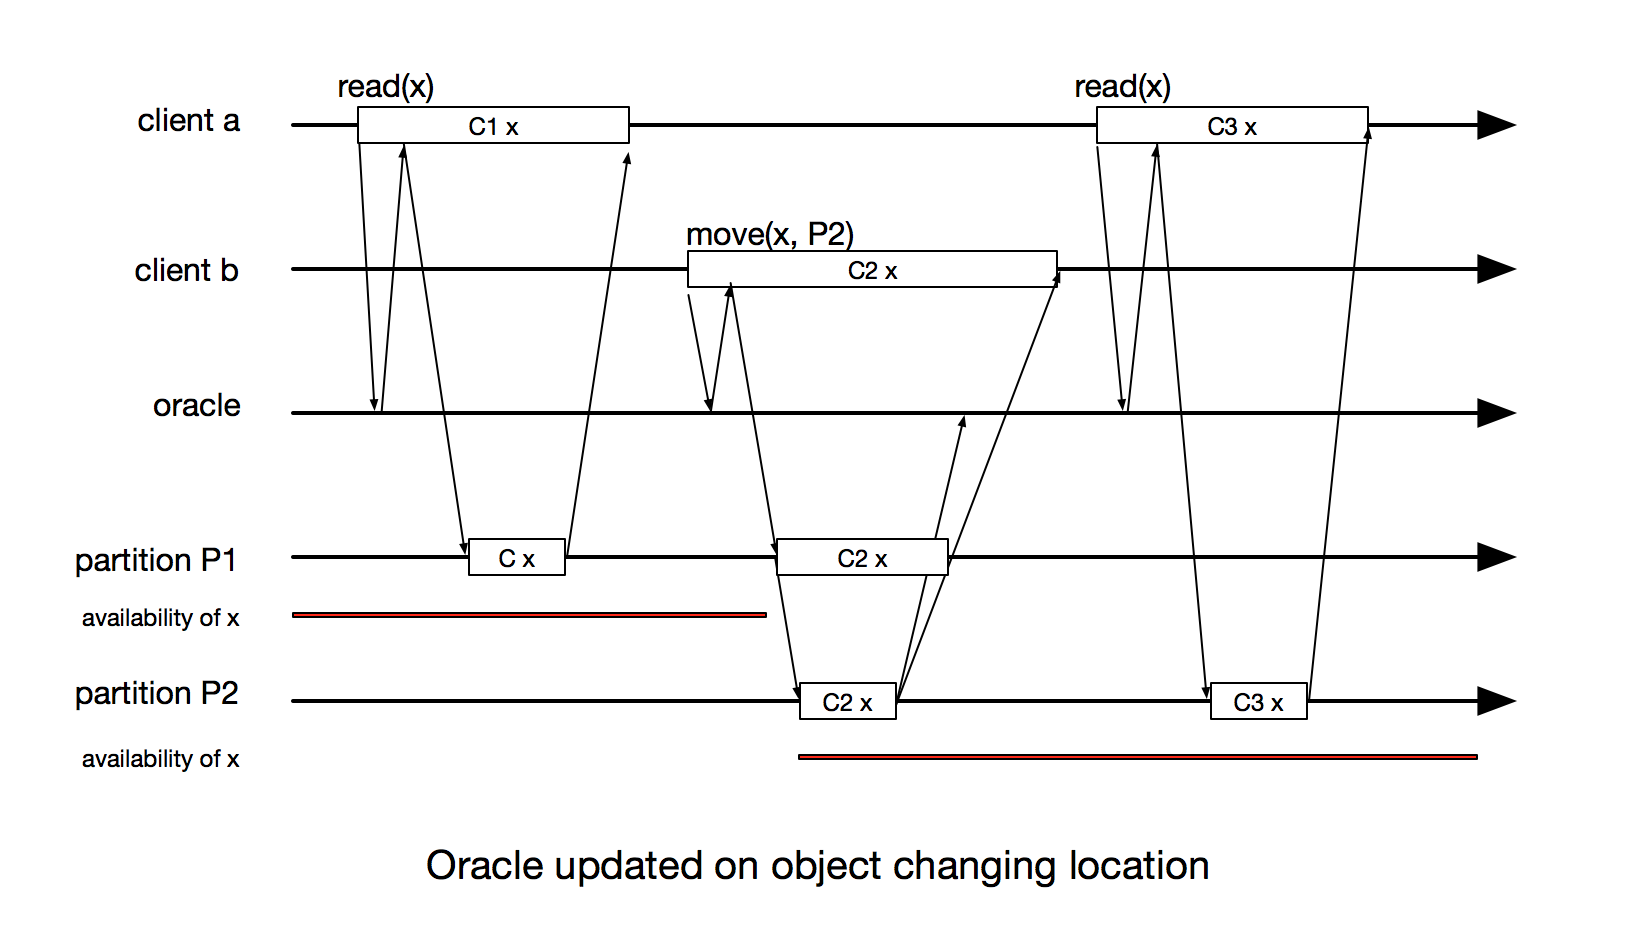 read(x)
read(x)
client a
C1 x
C3 x
move(x, P2)
client b
C2 x
oracle
partition P1
C x
C2 x
availability of x
partition P2
C2 x
C3 x
availability of x
Oracle updated on object changing location